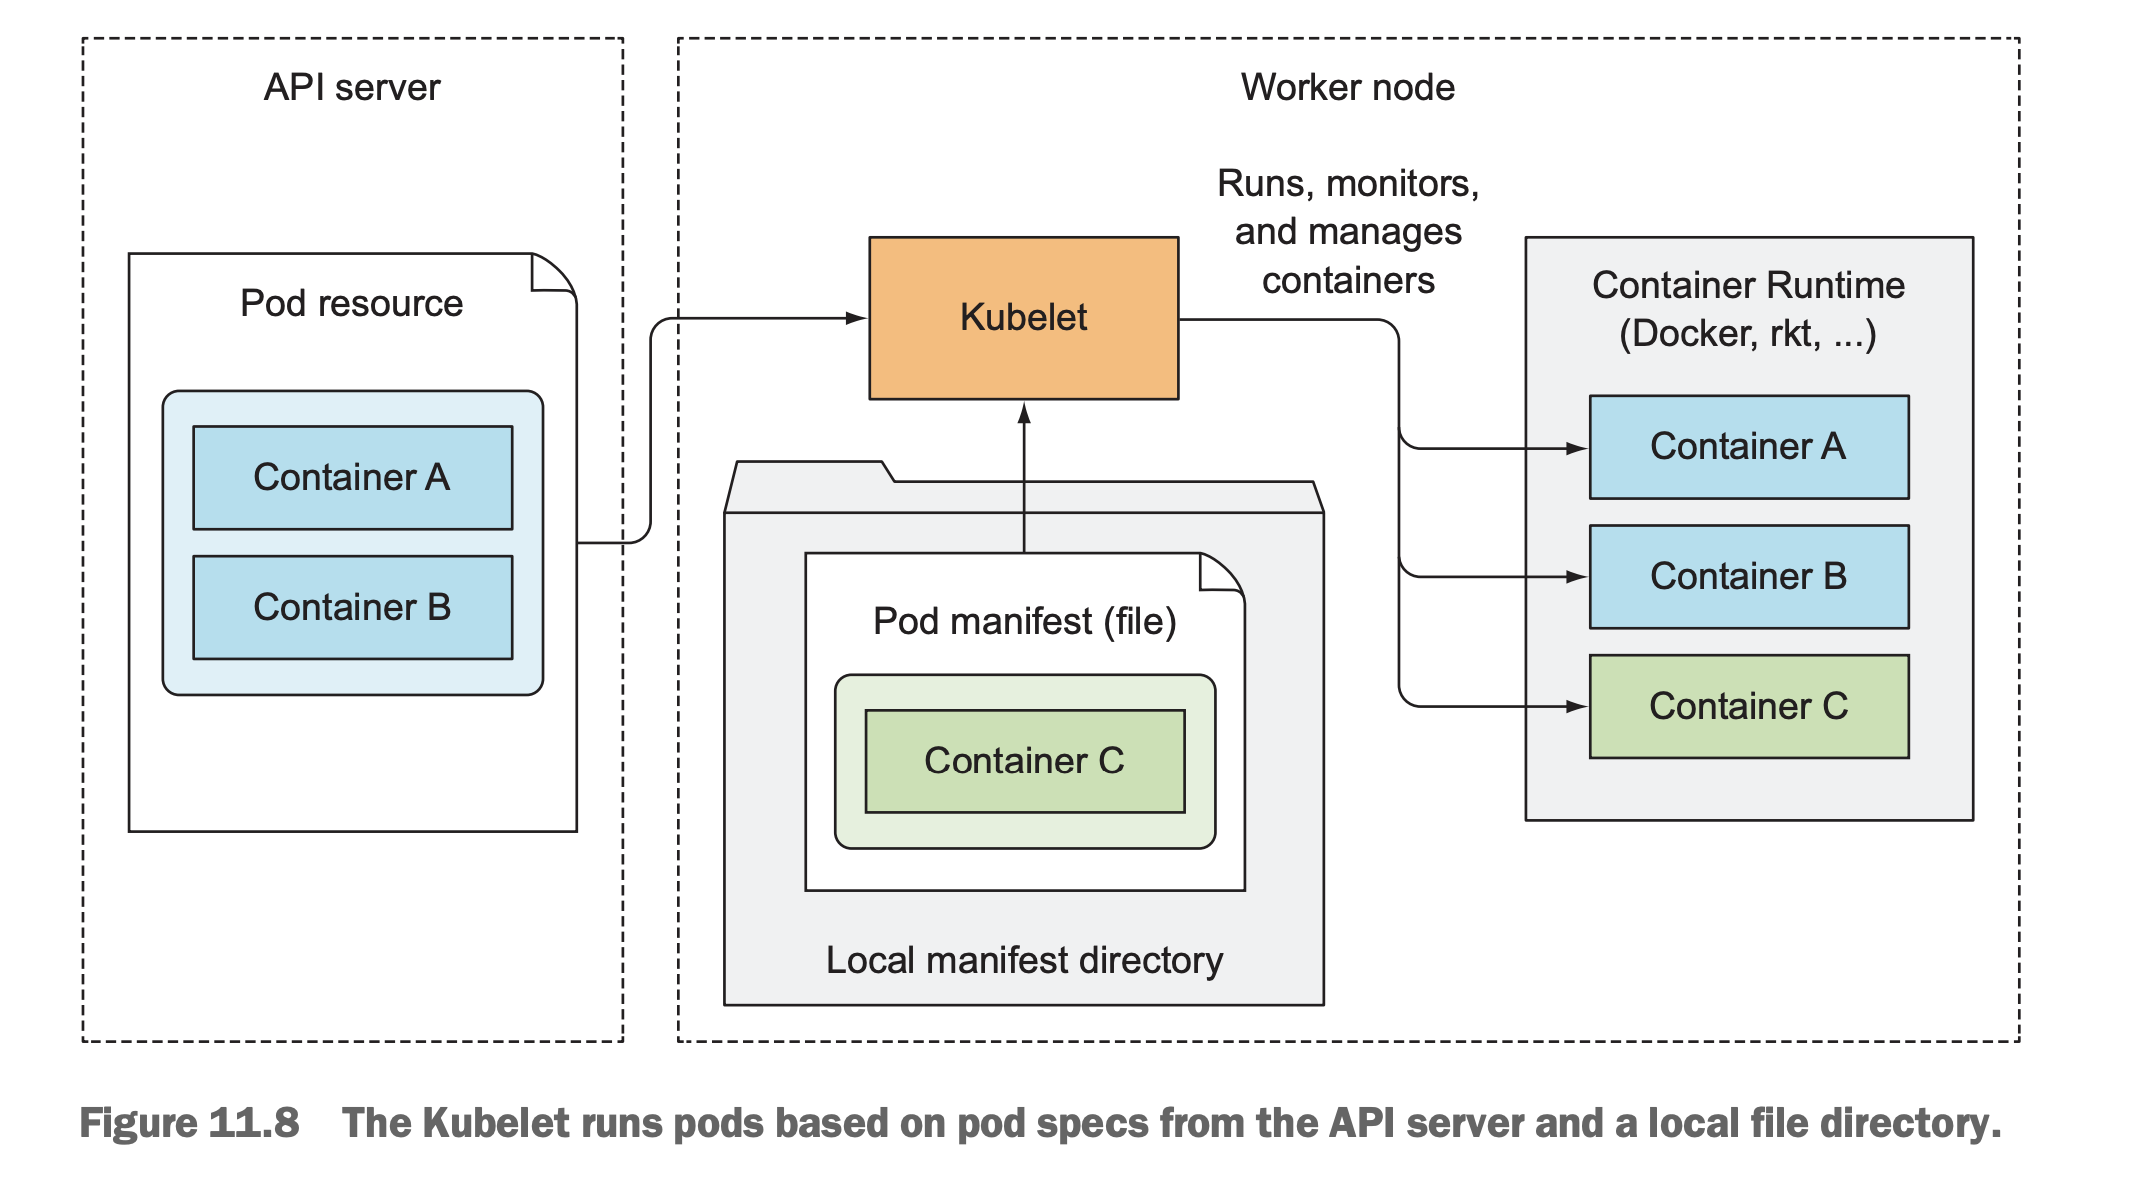 API server
Pod resource
Container A
Container B
Worker node
Kubelet
Runs, monitors,
and manages
containers
Pod manifest (file)
Container C
Local manifest directory
Container Runtime
(Docker, rkt, ...)
Container A
Container B
Container C
Figure 11.8 The Kubelet runs pods based on pod specs from the API server and a local file directory.